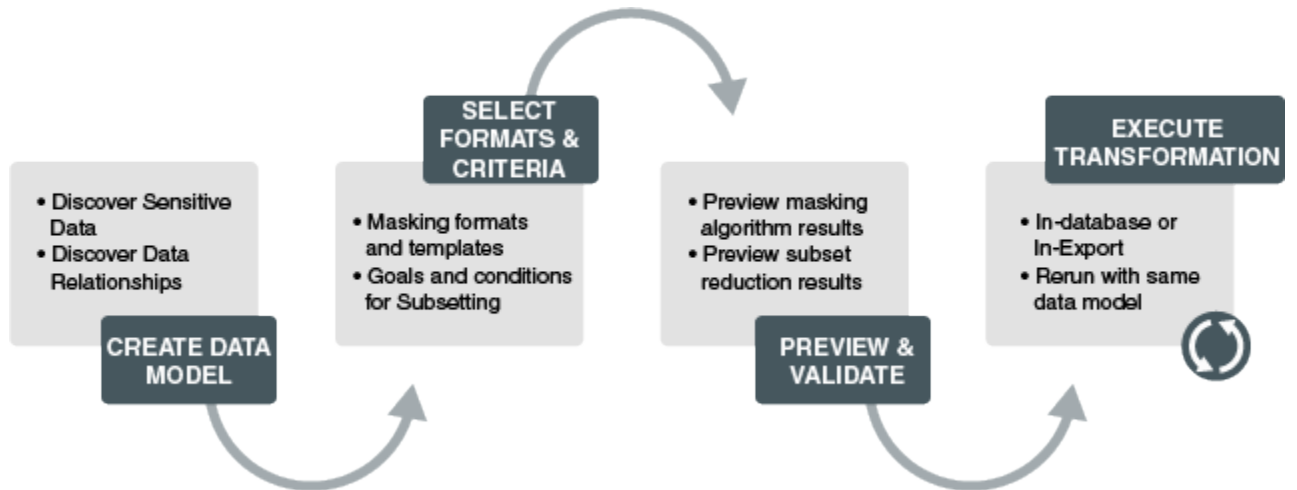 • Discover Sensitive
Data
• Discover Data
Relationships
CREATE DATA
MODEL
SELECT
FORMATS &
CRITERIA
• Masking formats
and templates
• Goals and conditions
for Subsetting
• Preview masking
algorithm results
• Preview subset
reduction results
PREVIEW &
VALIDATE
EXECUTE
TRANSFORMATION
• In-database or
In-Export
• Rerun with same
data model